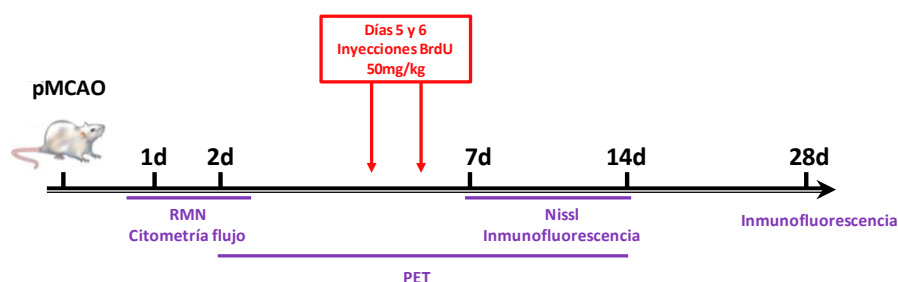 Días 5 y 6
Inyecciones BrdU
50mg/kg
pMCAO
1d
2d
7d
14d
28d
RMN
Citometría flujo
Nissl
Inmunofluorescencia
Inmunofluorescencia
PET